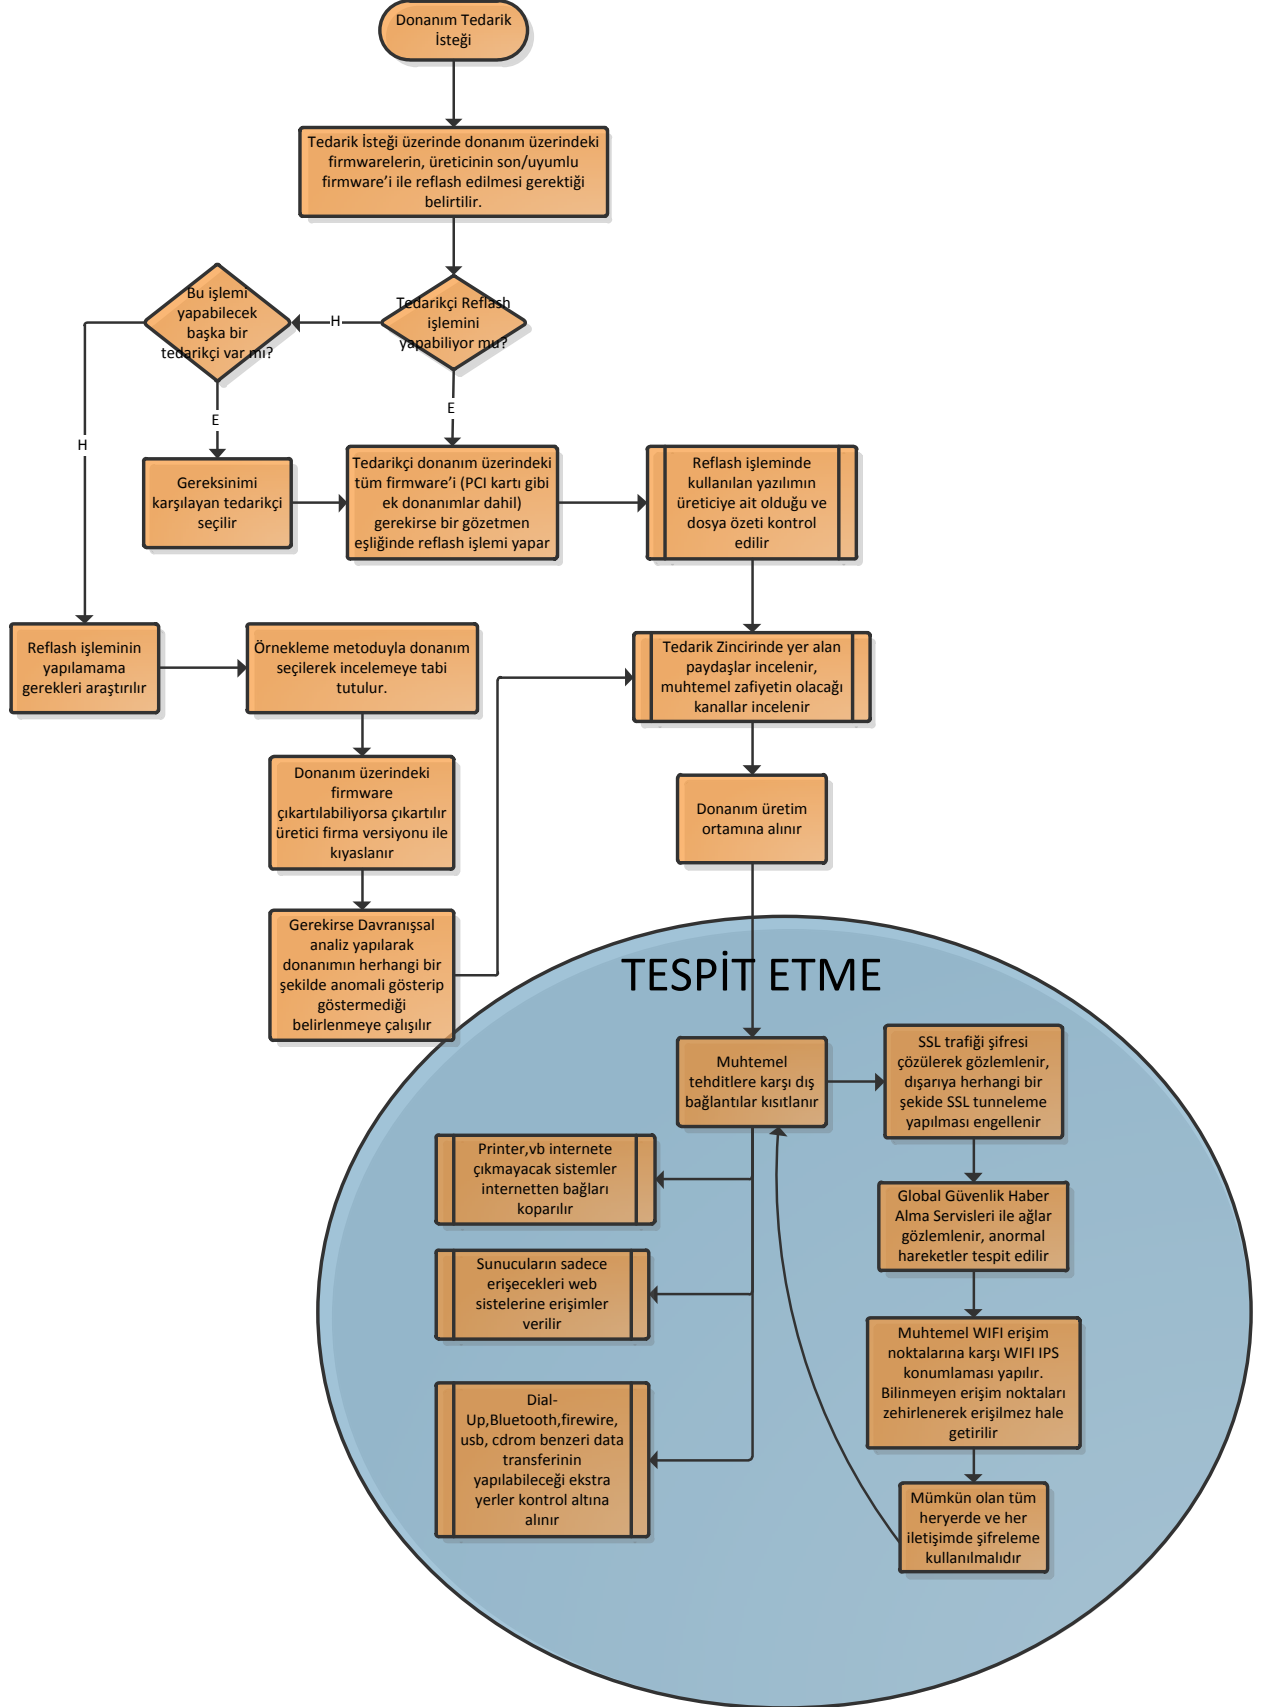 Donanım Tedarik
İsteği
Tedarik İsteği üzerinde donanım üzerindeki
firmwarelerin, üreticinin son/uyumlu
firmware’i ile reflash edilmesi gerektiği
belirtilir.
Bu işlemi
yapabilecek
başka bir
tedarikçi var mı?
H
Tedarikçi Reflash
işlemini
yapabiliyor mu?
E
E
H
Gereksinimi
karşılayan tedarikçi
seçilir
Tedarikçi donanım üzerindeki
tüm firmware’i (PCI kartı gibi
ek donanımlar dahil)
gerekirse bir gözetmen
eşliğinde reflash işlemi yapar
Reflash işleminde
kullanılan yazılımın
üreticiye ait olduğu ve
dosya özeti kontrol
edilir
Reflash işleminin
yapılamama
gerekleri araştırılır
Örnekleme metoduyla donanım
seçilerek incelemeye tabi
tutulur.
Tedarik Zincirinde yer alan
paydaşlar incelenir,
muhtemel zafiyetin olacağı
kanallar incelenir
Donanım üzerindeki
firmware
çıkartılabiliyorsa çıkartılır
üretici firma versiyonu ile
kıyaslanır
Donanım üretim
ortamına alınır
Gerekirse Davranışsal
analiz yapılarak
donanımın herhangi bir
şekilde anomali gösterip
göstermediği
belirlenmeye çalışılır
TESPİT ETME
Muhtemel
tehditlere karşı dış
bağlantılar kısıtlanır
SSL trafiği şifresi
çözülerek gözlemlenir,
dışarıya herhangi bir
şekide SSL tunneleme
yapılması engellenir
Printer,vb internete
çıkmayacak sistemler
internetten bağları
koparılır
Global Güvenlik Haber
Alma Servisleri ile ağlar
gözlemlenir, anormal
hareketler tespit edilir
Sunucuların sadece
erişecekleri web
sistelerine erişimler
verilir
Muhtemel WIFI erişim
noktalarına karşı WIFI IPS
konumlaması yapılır.
Bilinmeyen erişim noktaları
zehirlenerek erişilmez hale
getirilir
Dial-
Up,Bluetooth,firewire,
usb, cdrom benzeri data
transferinin
yapılabileceği ekstra
yerler kontrol altına
alınır
Mümkün olan tüm
heryerde ve her
iletişimde şifreleme
kullanılmalıdır